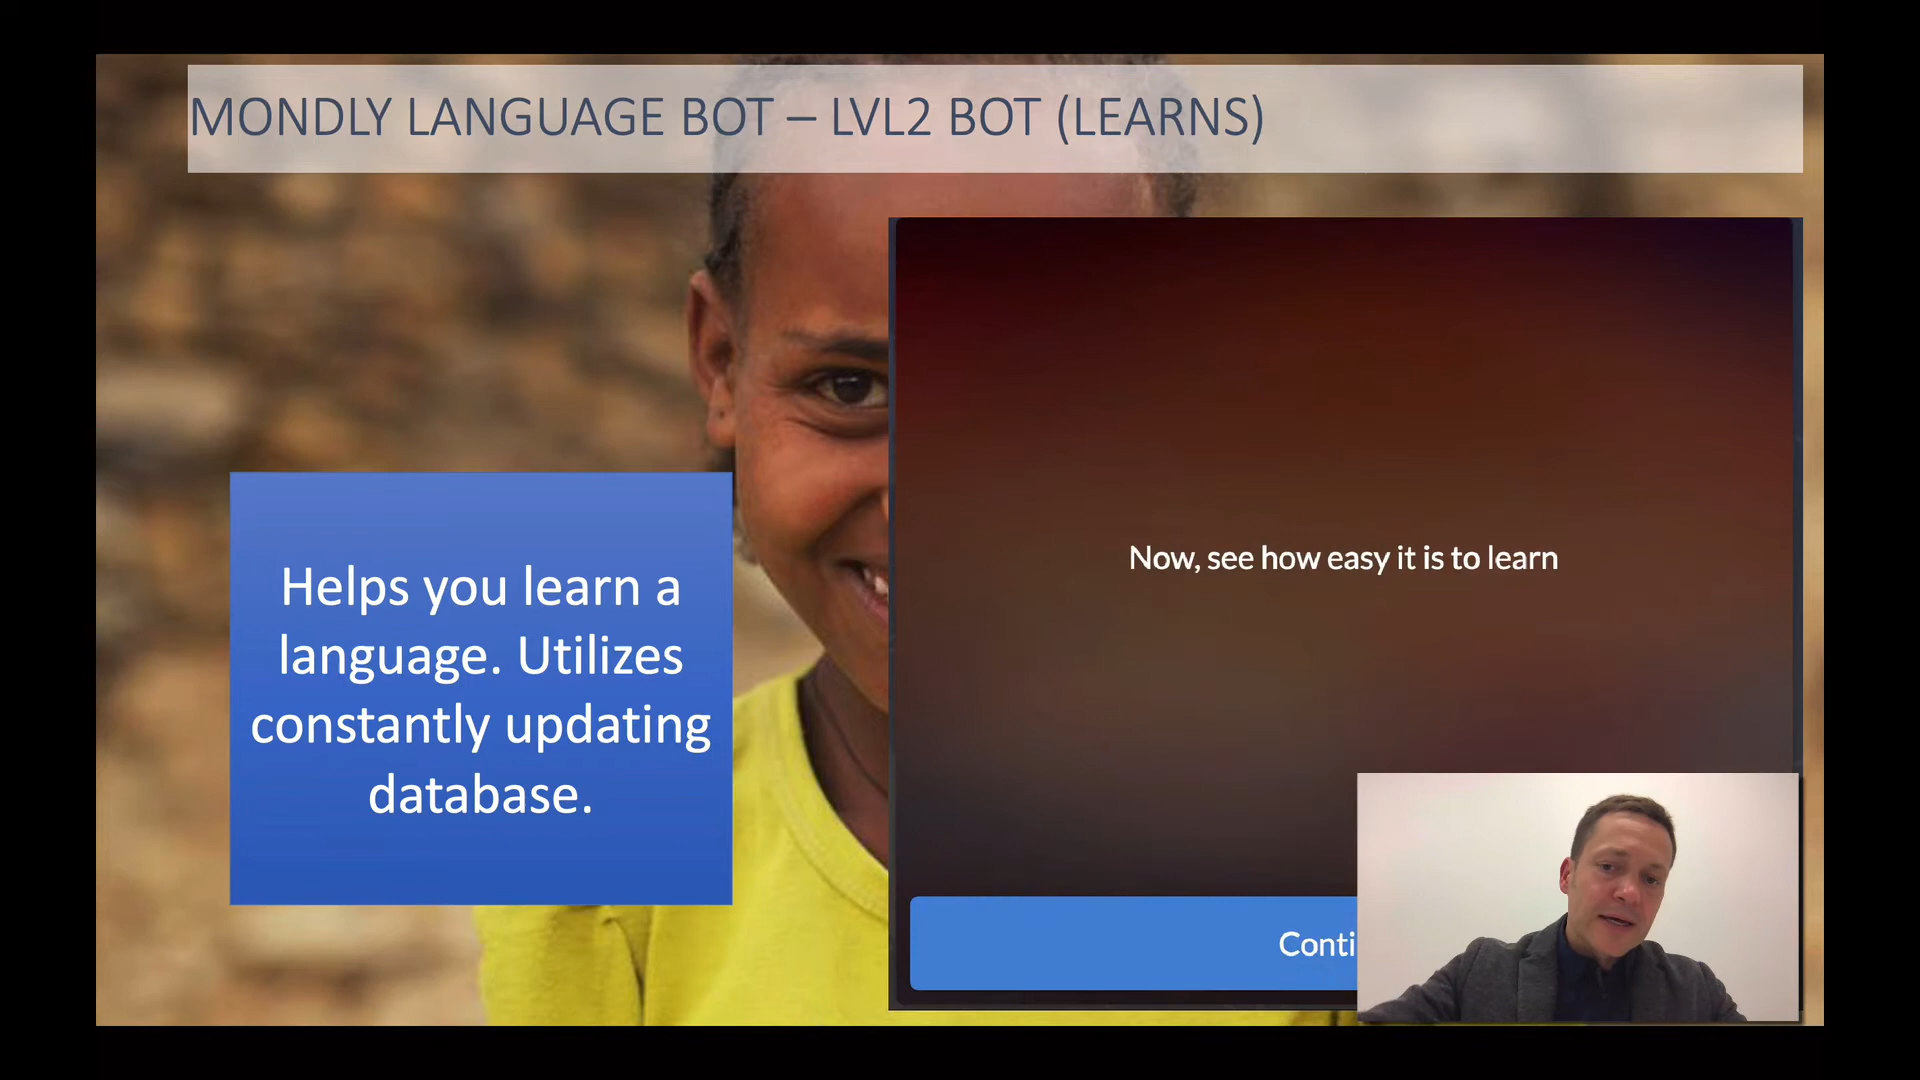 MONDLY LANGUAGE BOT – LVL2 BOT (LEARNS)
Helps you learn a
language. Utilizes
constantly updating
database.
Now, see how easy it is to learn
Conti